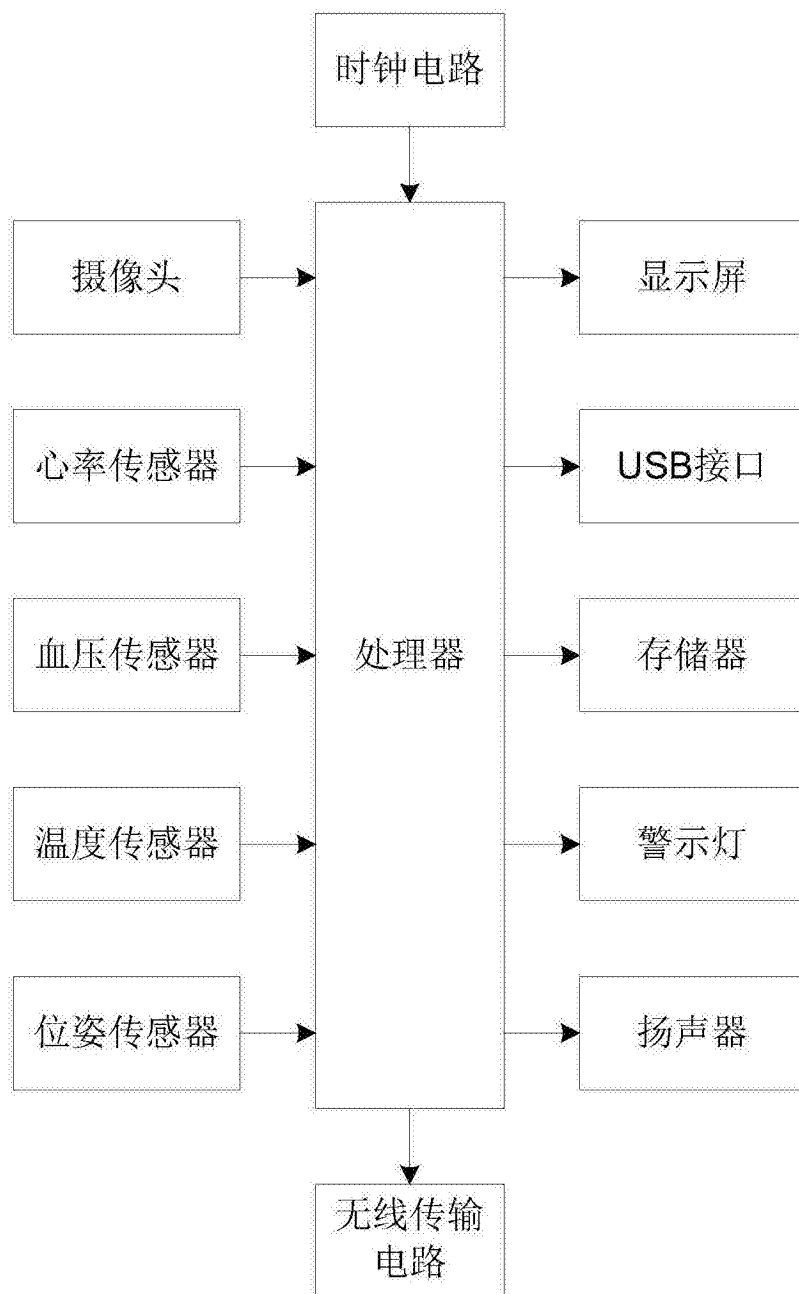 时钟电路
摄像头
显示屏
心率传感器
USB接口
血压传感器
处理器
存储器
温度传感器
警示灯
位姿传感器
扬声器
无线传输
电路